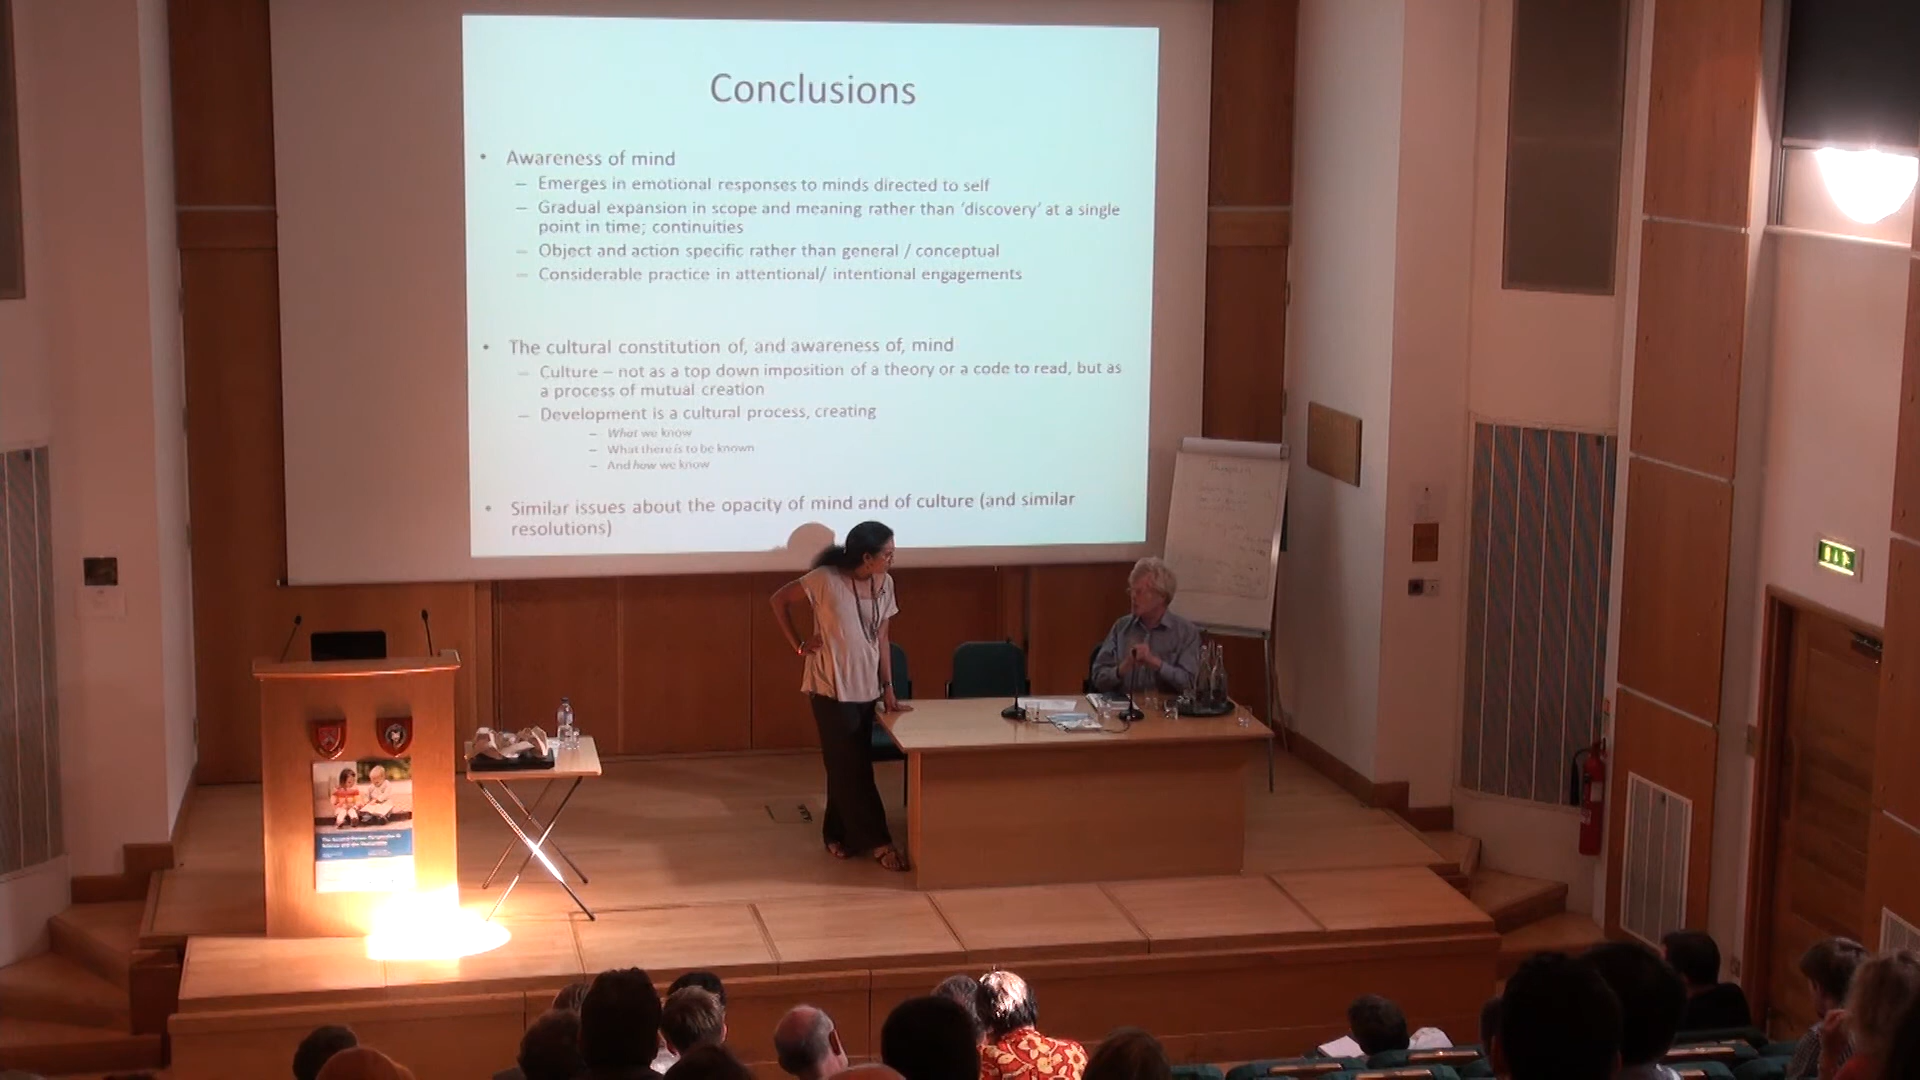 Conclusions
• Awareness of mind
– Emerges in emotional responses to minds directed to self
– Gradual expansion in scope and meaning rather than ‘discovery’ at a single
point in time; continuities
– Object and action specific rather than general / conceptual
– Considerable practice in attentional/ intentional engagements
• The cultural constitution of, and awareness of, mind
– Culture – not as a top down imposition of a theory or a code to read, but as
a process of mutual creation
– Development is a cultural process, creating
– What we know
– What there is to be known
– And how we know
• Similar issues about the opacity of mind and of culture (and similar
resolutions)